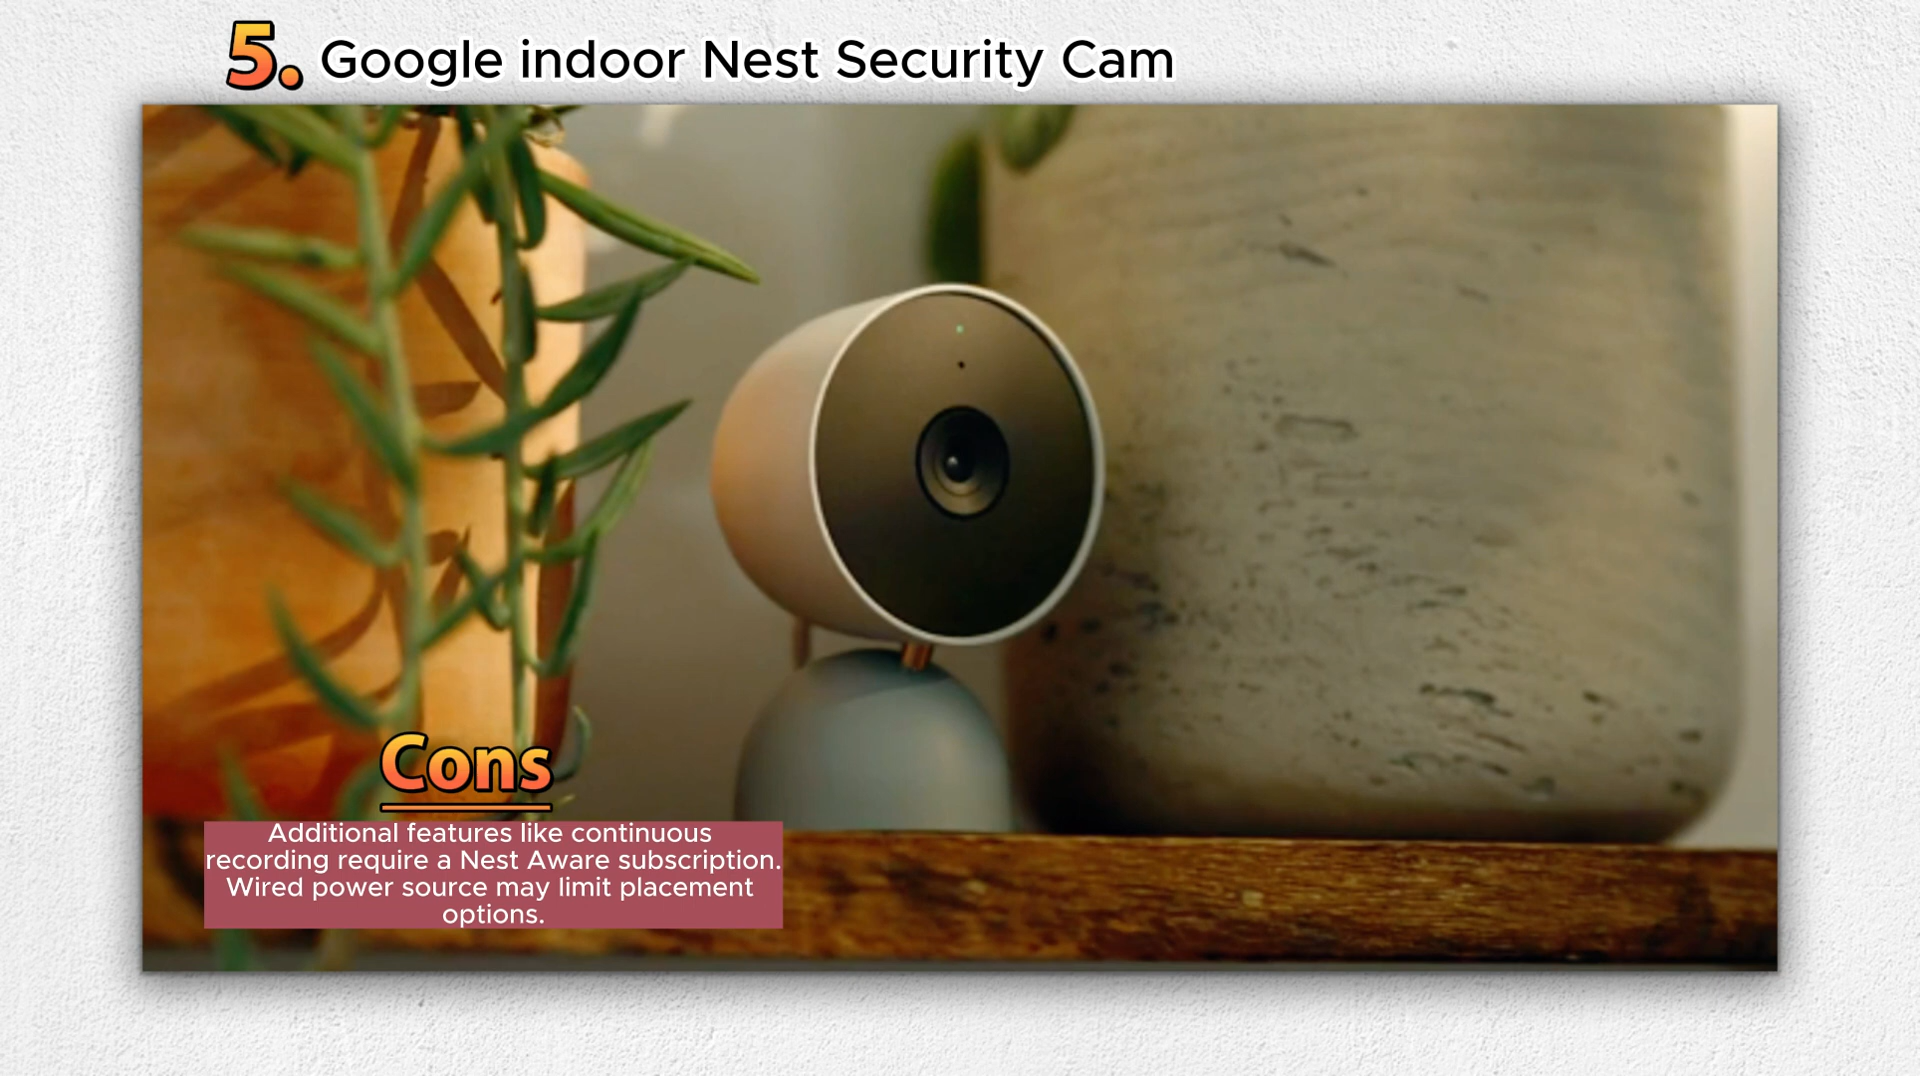 5. Google indoor Nest Security Cam
Cons
Additional features like continuous
recording require a Nest Aware subscription.
Wired power source may limit placement
options.